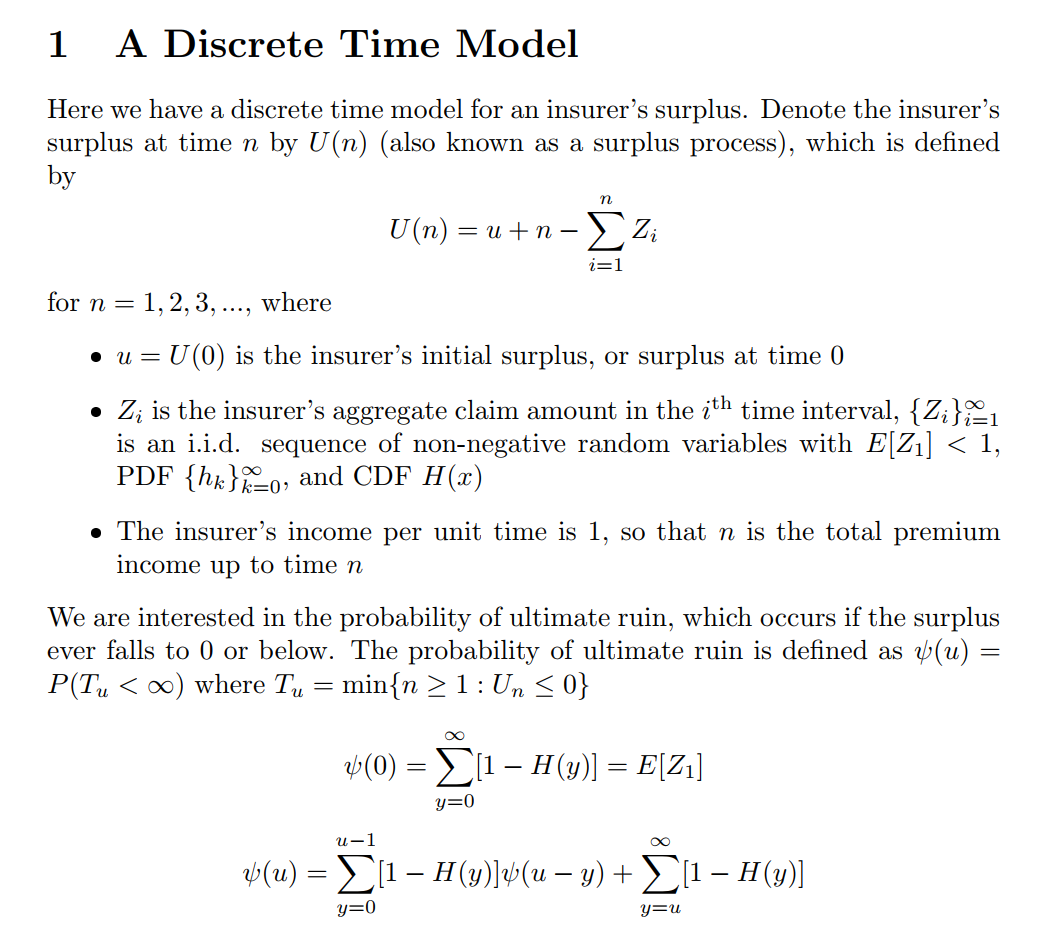 1 A Discrete Time Model
Here we have a discrete time model for an insurer's surplus. Denote the insurer's
surplus at time n by U(n) (also known as a surplus process), which is defined
by
U(n) = u + n − \sum_{i=1}^{n} Z_i
for n = 1, 2, 3, ..., where
• u = U(0) is the insurer's initial surplus, or surplus at time 0
• Z_i is the insurer's aggregate claim amount in the i^{th} time interval, \{Z_i\}_{i=1}^{∞}
is an i.i.d. sequence of non-negative random variables with E[Z_1] < 1,
PDF \{h_k\}_{k=0}^{∞}, and CDF H(x)
• The insurer's income per unit time is 1, so that n is the total premium
income up to time n
We are interested in the probability of ultimate ruin, which occurs if the surplus
ever falls to 0 or below. The probability of ultimate ruin is defined as ψ(u) =
P(T_u < ∞) where T_u = min{n ≥ 1 : U_n ≤ 0}
ψ(0) = \sum_{y=0}^{∞} [1 − H(y)] = E[Z_1]
ψ(u) = \sum_{y=0}^{u−1} [1 − H(y)]ψ(u − y) + \sum_{y=u}^{∞} [1 − H(y)]